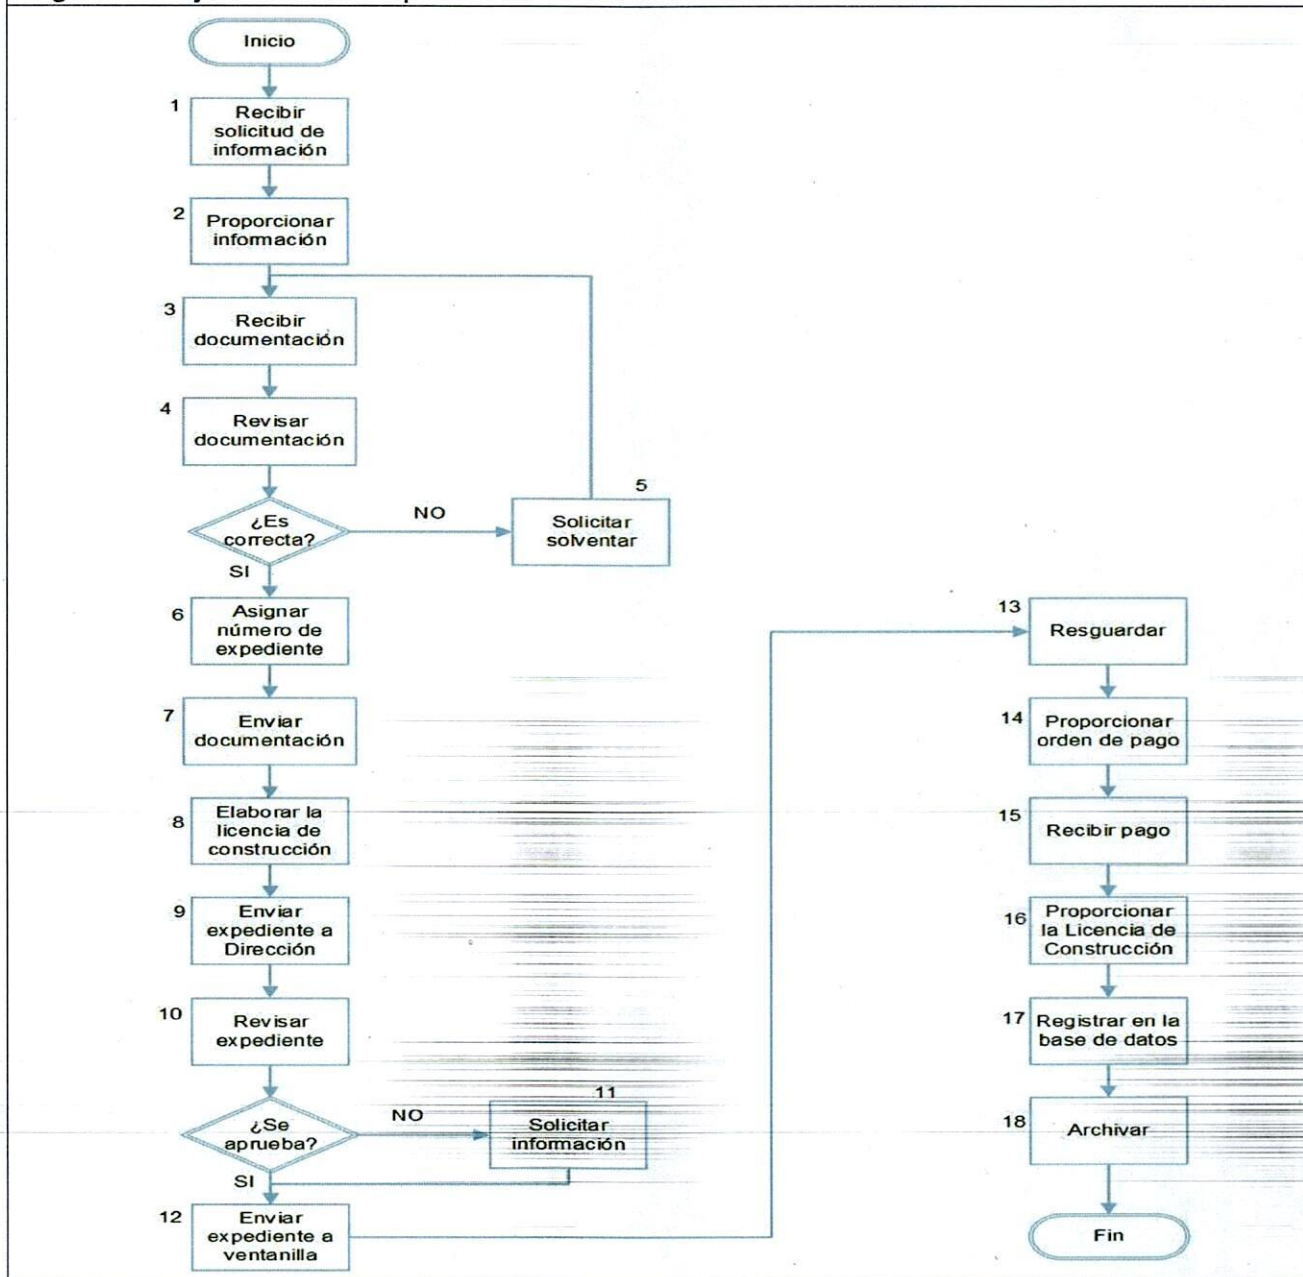 Inicio
1
Recibir
solicitud de
información
2
Proporcionar
información
3
Recibir
documentación
4
Revisar
documentación
¿Es
correcta?
NO
5
Solicitar
solventar
SI
6
Asignar
número de
expediente
7
Enviar
documentación
8
Elaborar la
licencia de
construcción
9
Enviar
expediente a
Dirección
10
Revisar
expediente
¿Se
aprueba?
NO
11
Solicitar
información
SI
12
Enviar
expediente a
ventanilla
13
Resguardar
14
Proporcionar
orden de pago
15
Recibir pago
16
Proporcionar
la Licencia de
Construcción
17
Registrar en la
base de datos
18
Archivar
Fin